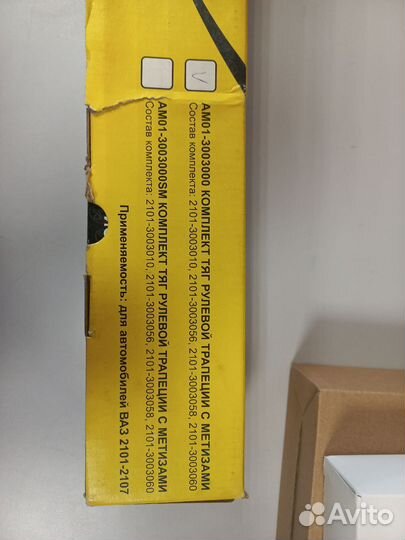 АМ01-3003000 КОМПЛЕКТ ТЯГ РУЛЕВОЙ ТРАПЕЦИИ С МЕТИЗАМИ
Состав комплекта: 2101-3003010, 2101-3003056, 2101-3003058, 2101-3003060
АМ01-3003000SM КОМПЛЕКТ ТЯГ РУЛЕВОЙ ТРАПЕЦИИ С МЕТИЗАМИ
Состав комплекта: 2101-3003010, 2101-3003056, 2101-3003058, 2101-3003060
Применяемость: для автомобилей ВАЗ 2101-2107
Avito